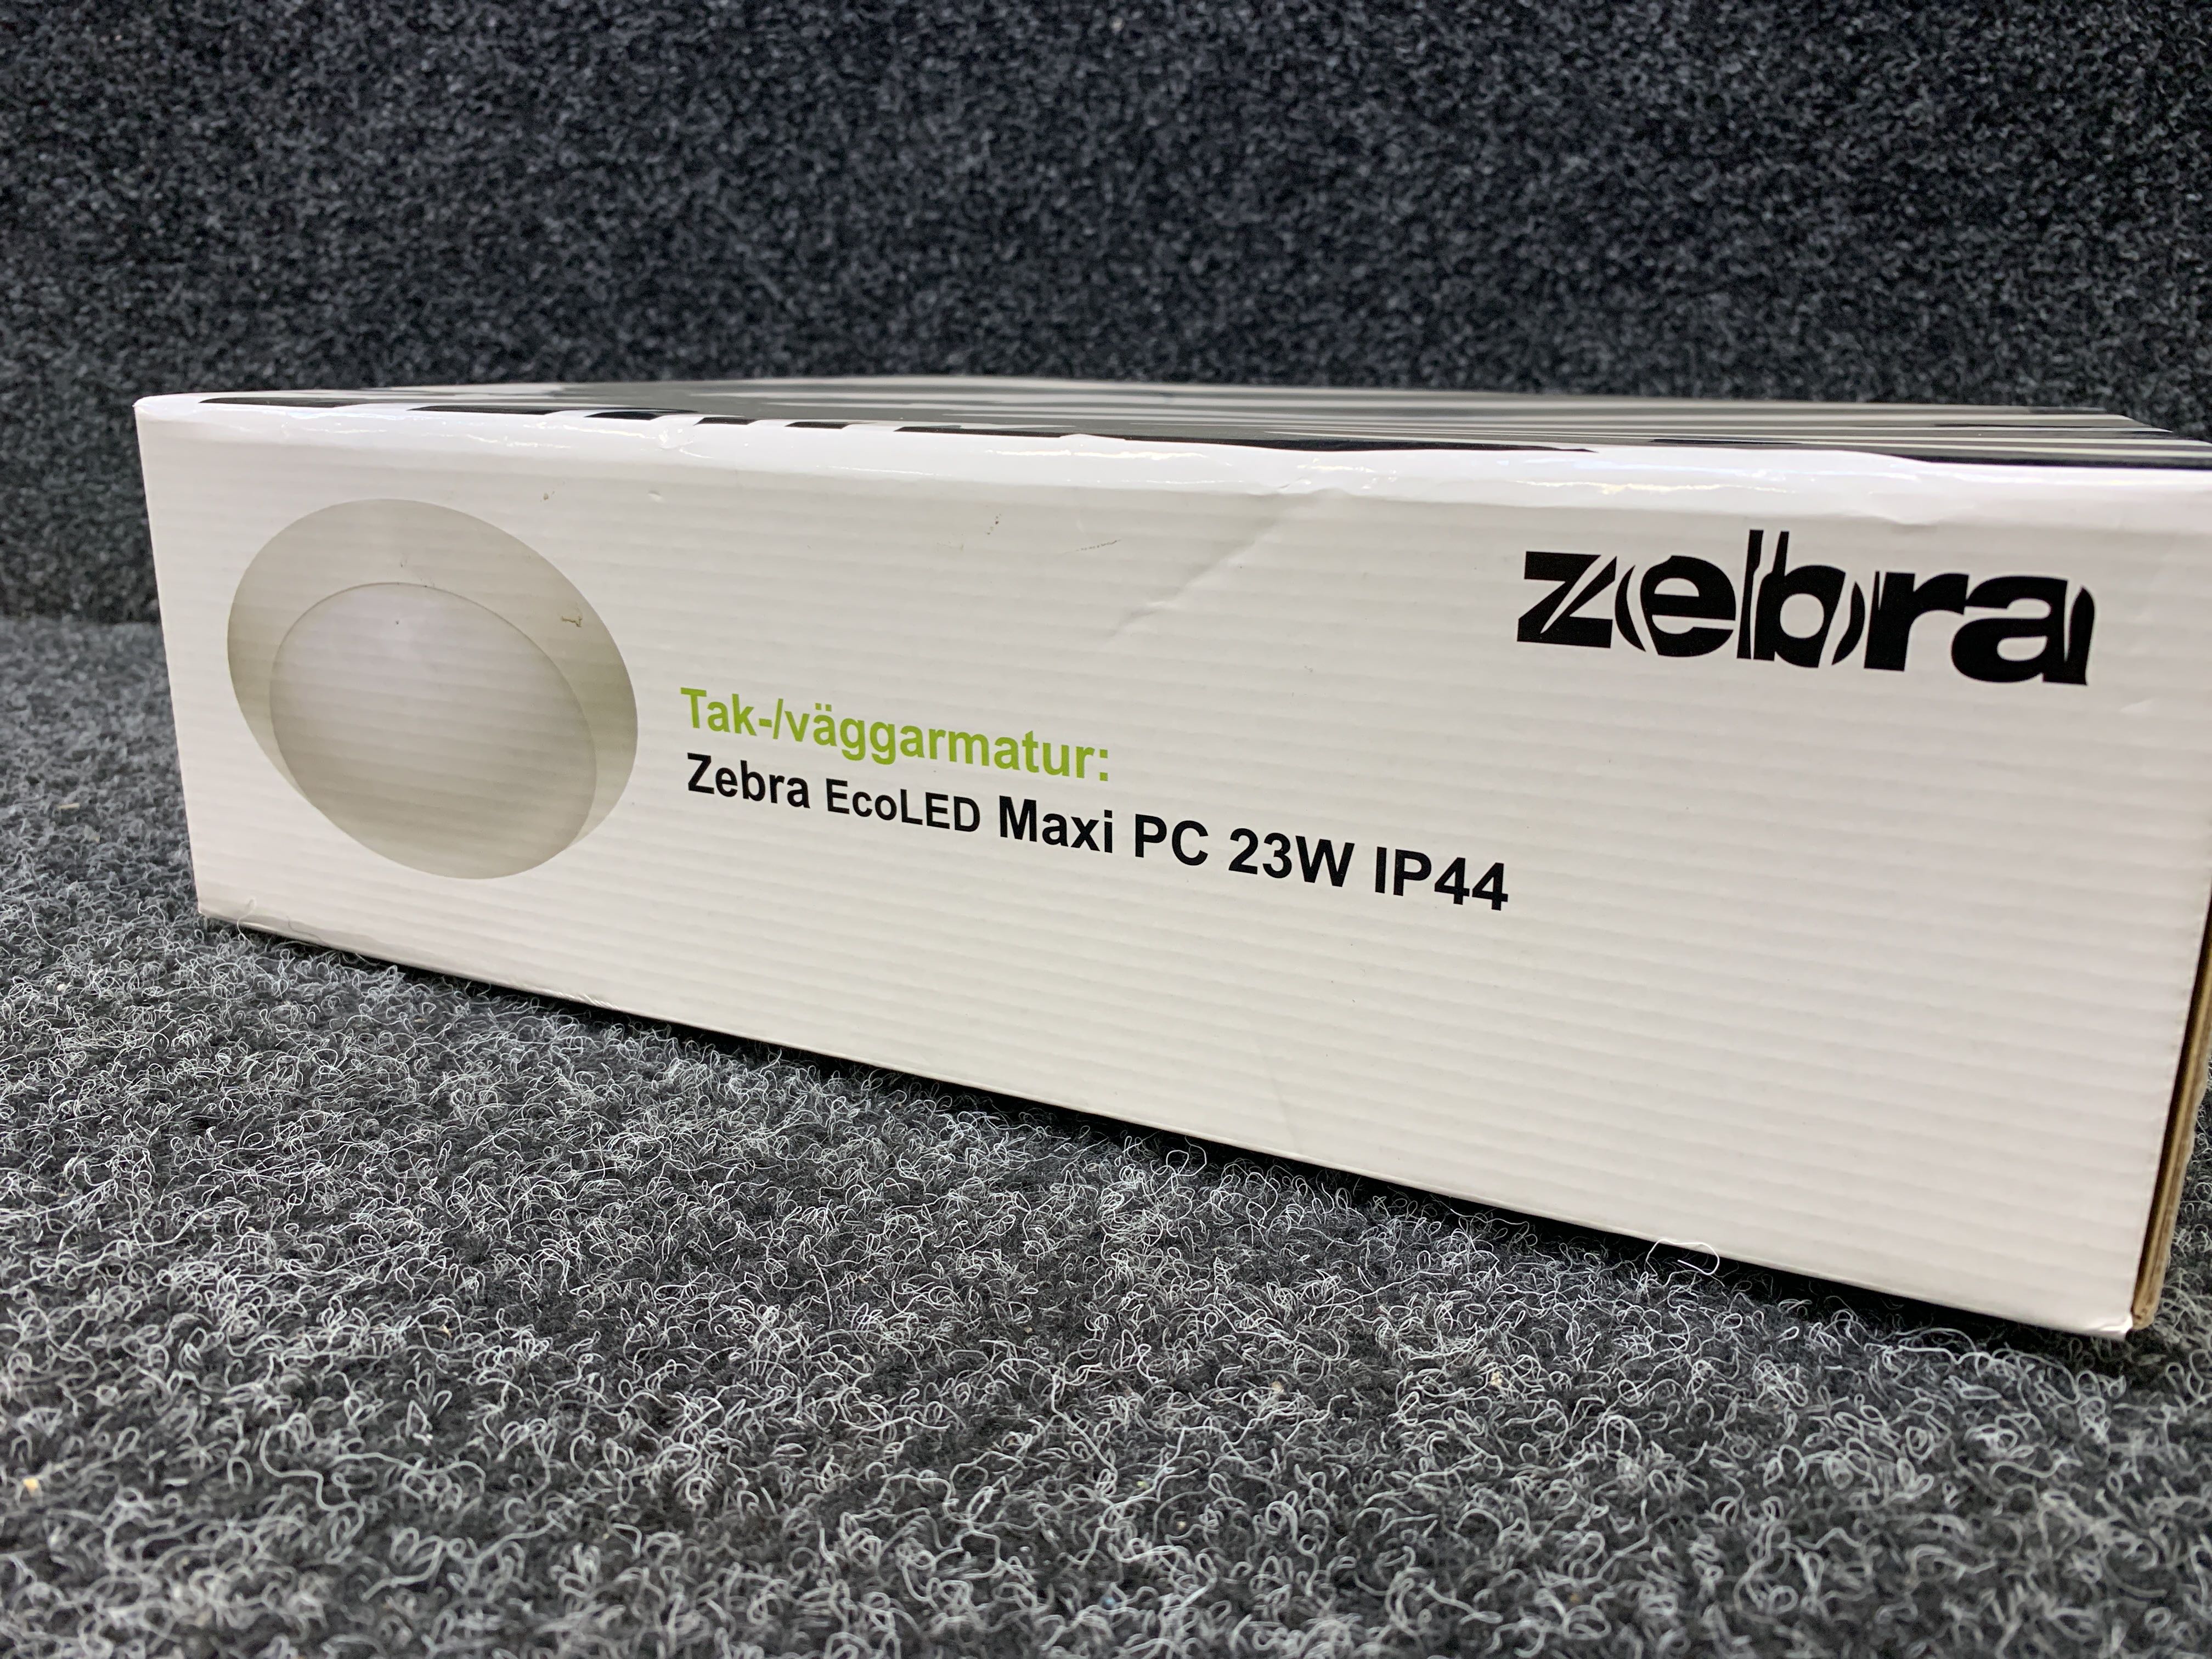 zebra
Tak-/väggarmatur:
Zebra EcoLED Maxi PC 23W IP44